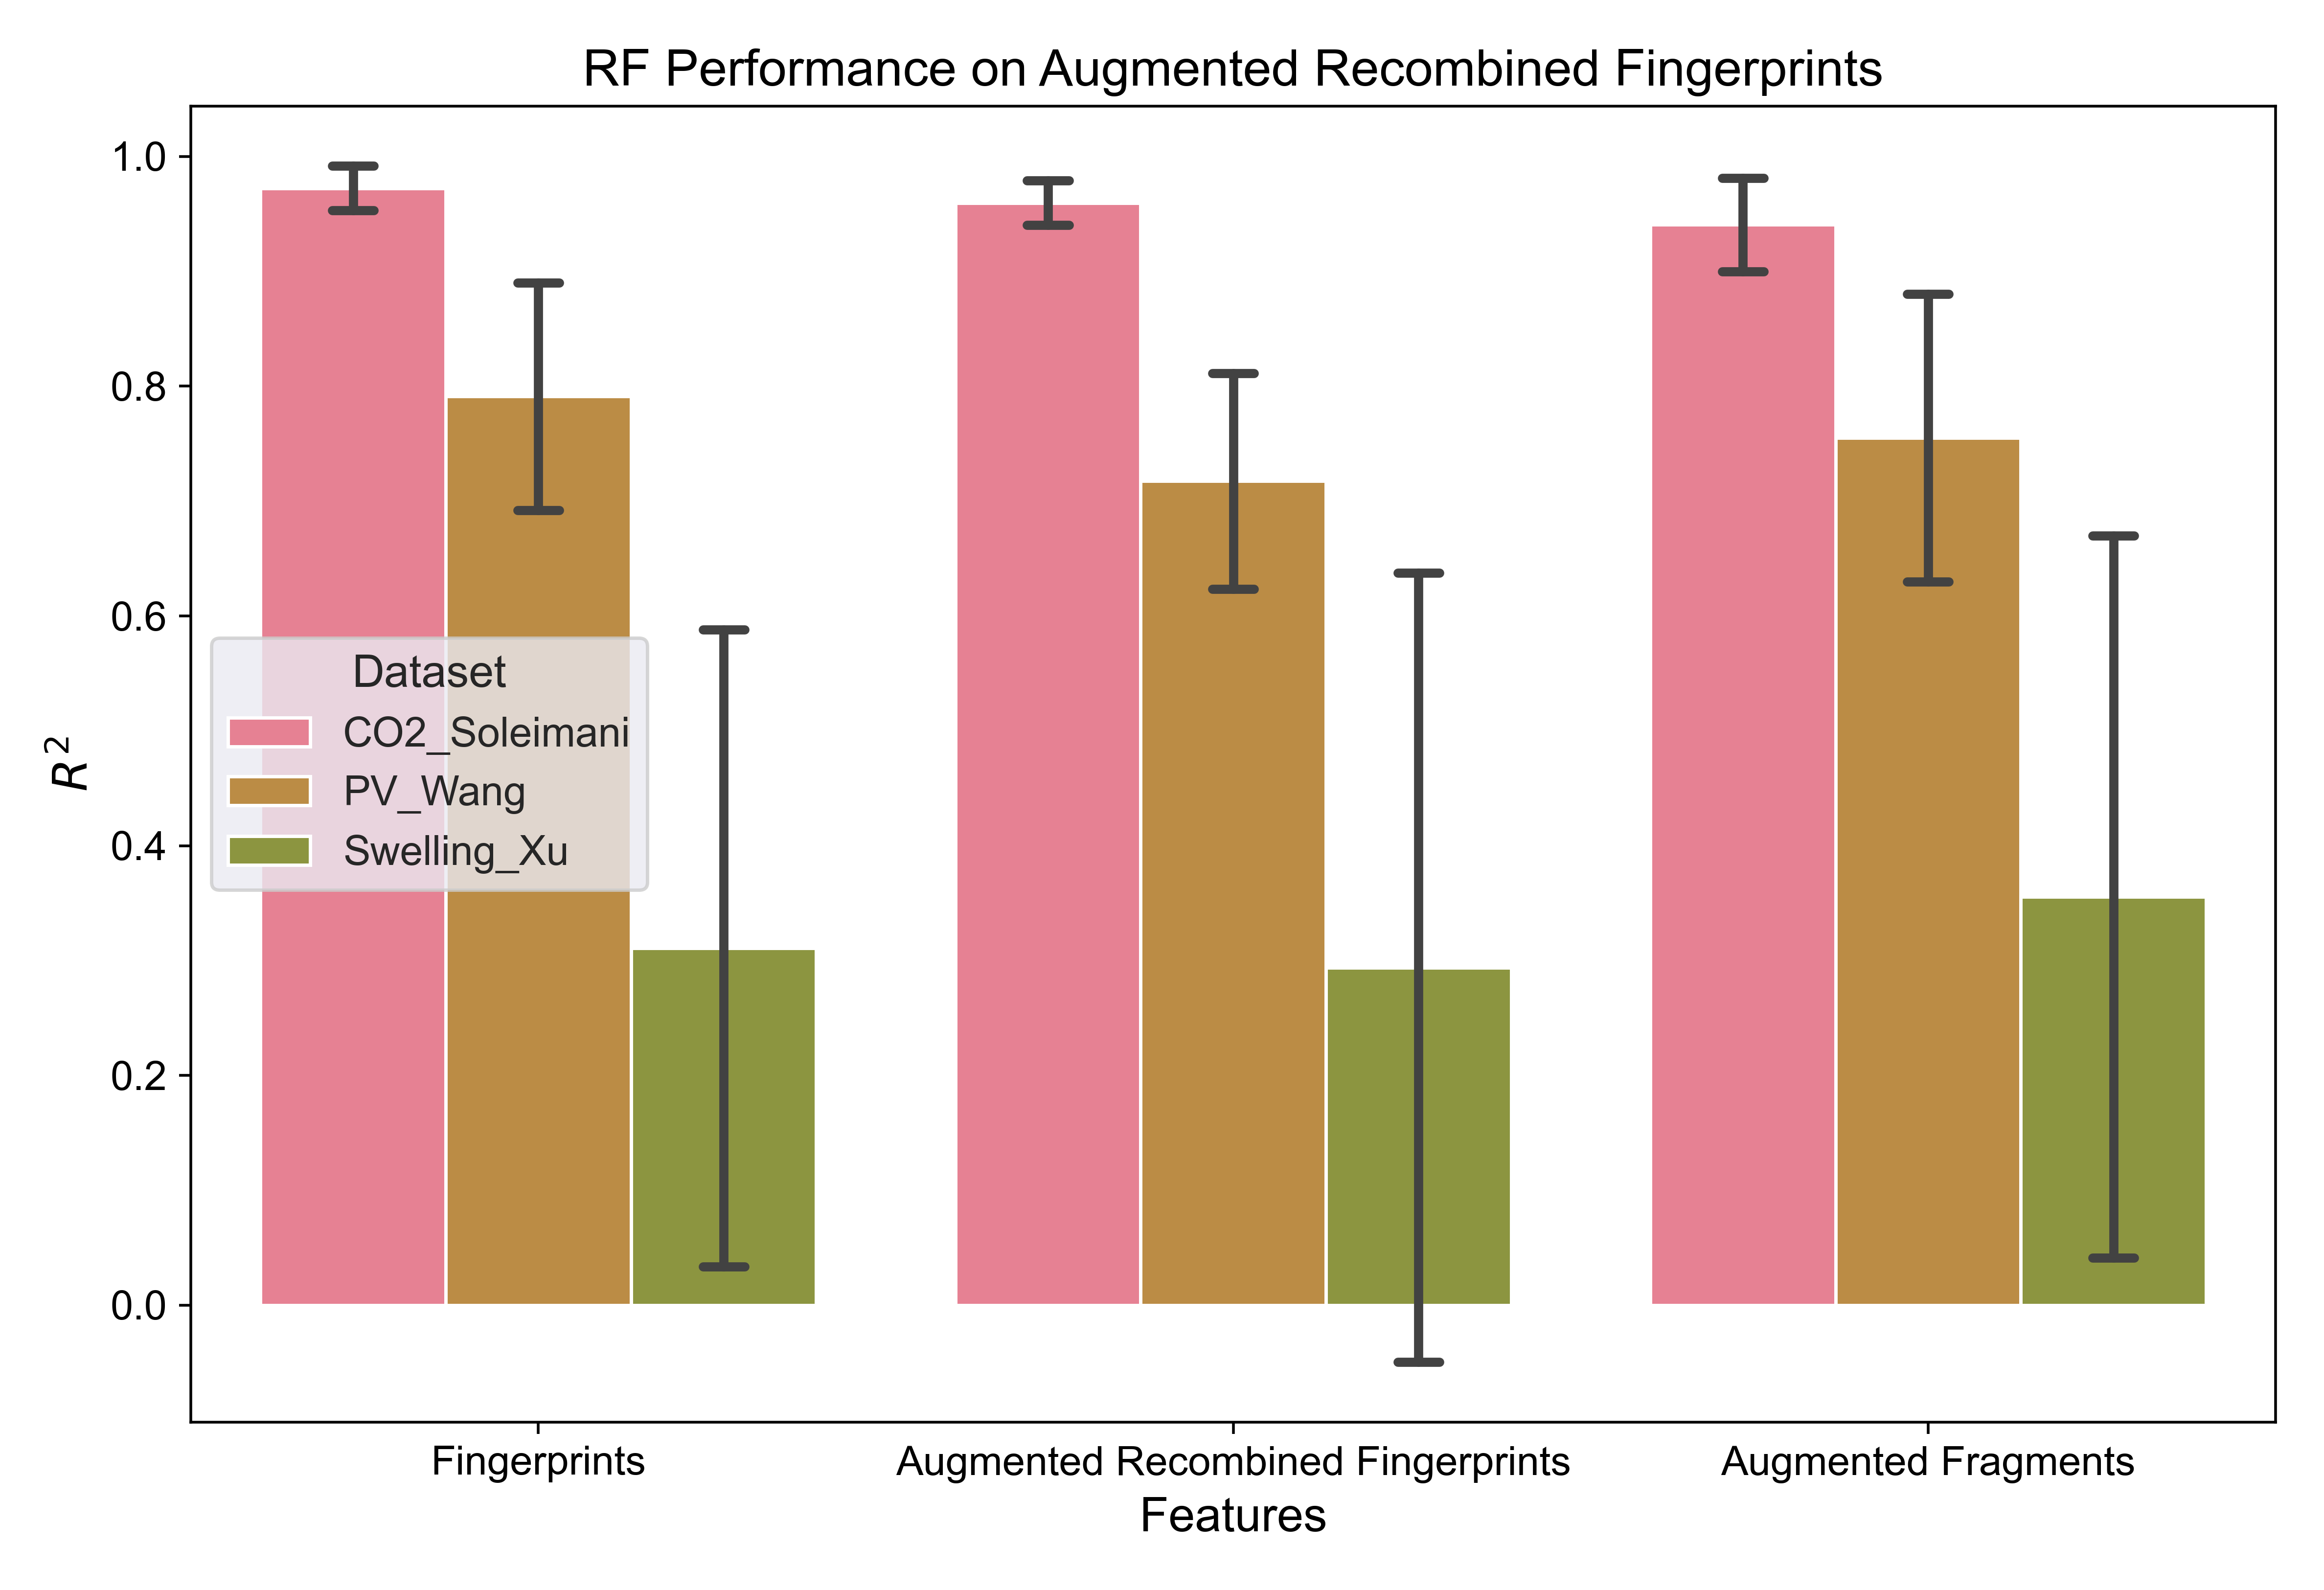 RF Performance on Augmented Recombined Fingerprints
1.0
0.8
0.6
0.4
0.2
0.0
R²
Dataset
CO2_Soleimani
PV_Wang
Swelling_Xu
Fingerprints
Augmented Recombined Fingerprints
Augmented Fragments
Features